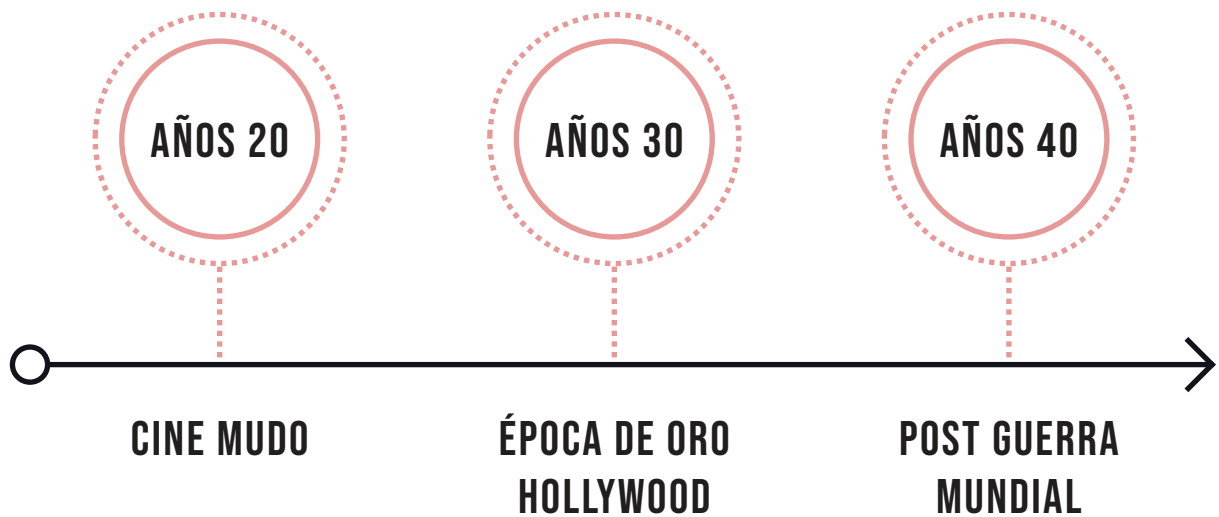 AÑOS 20
AÑOS 30
AÑOS 40
CINE MUDO
ÉPOCA DE ORO
HOLLYWOOD
POST GUERRA
MUNDIAL